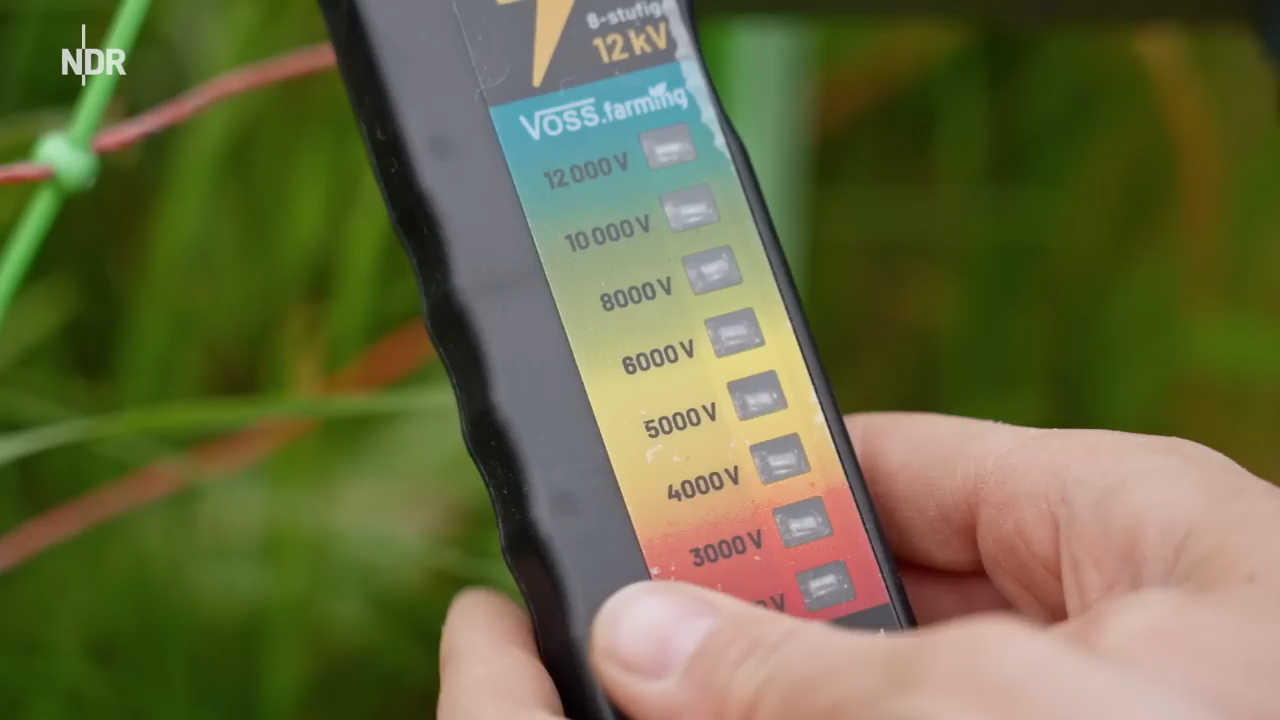 NDR
8-stufig
12 kV
VOSS.farming
12 000 V
10 000 V
8000 V
6000 V
5000 V
4000 V
3000 V
V